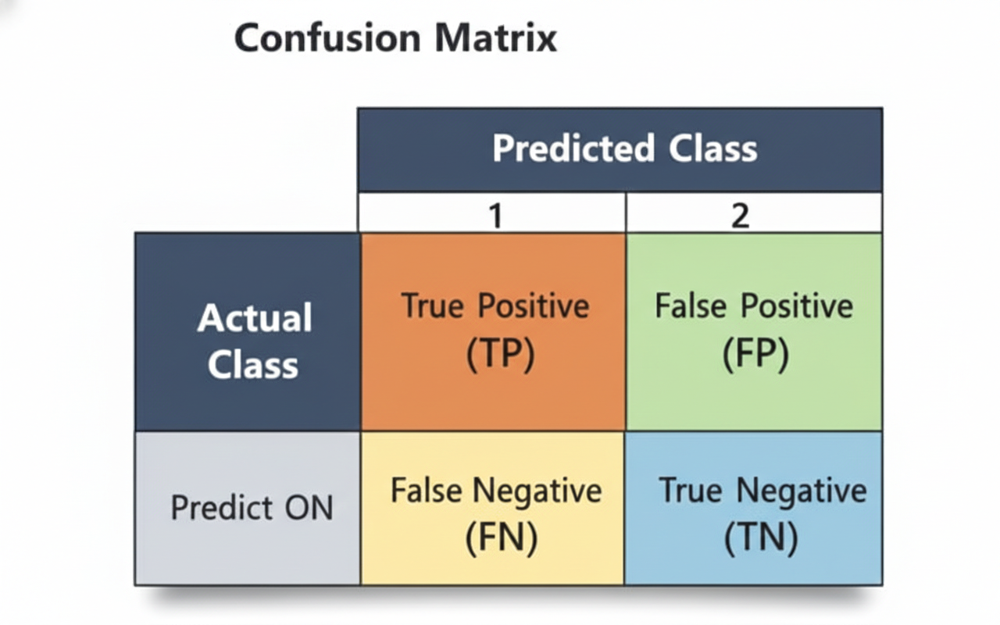 Confusion Matrix
Predicted Class
1 2
Actual
Class
True Positive
(TP)
False Positive
(FP)
Predict ON
False Negative
(FN)
True Negative
(TN)